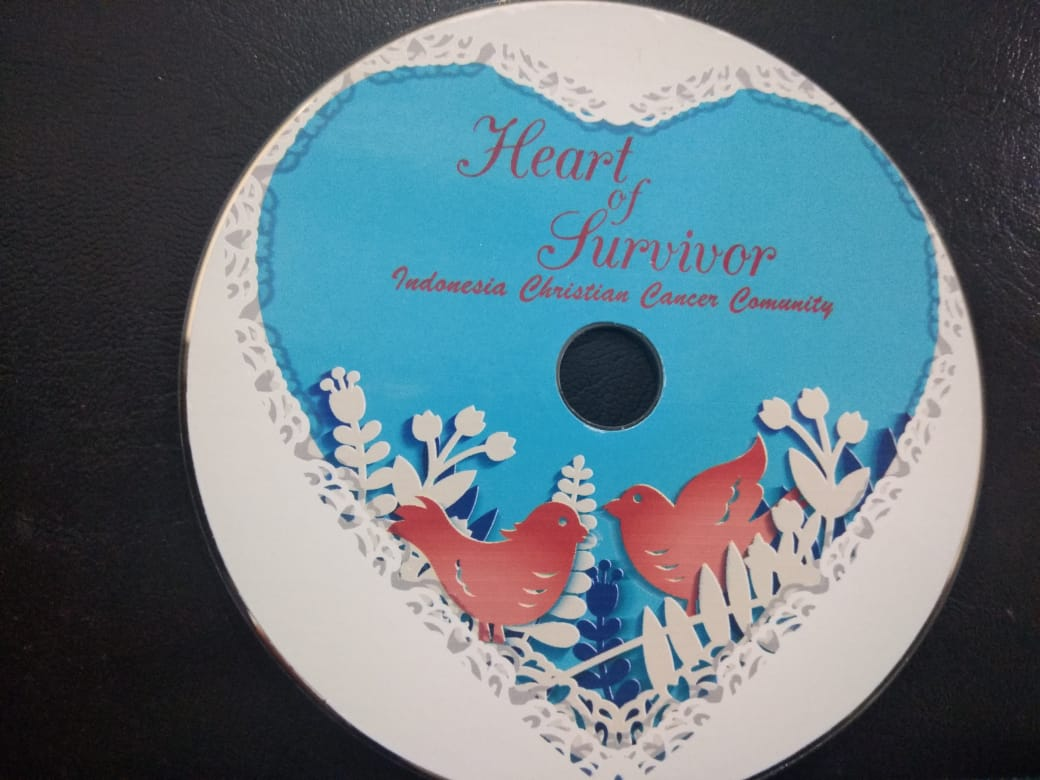 Heart
of
Survivor
Indonesia Christian Cancer Comunity